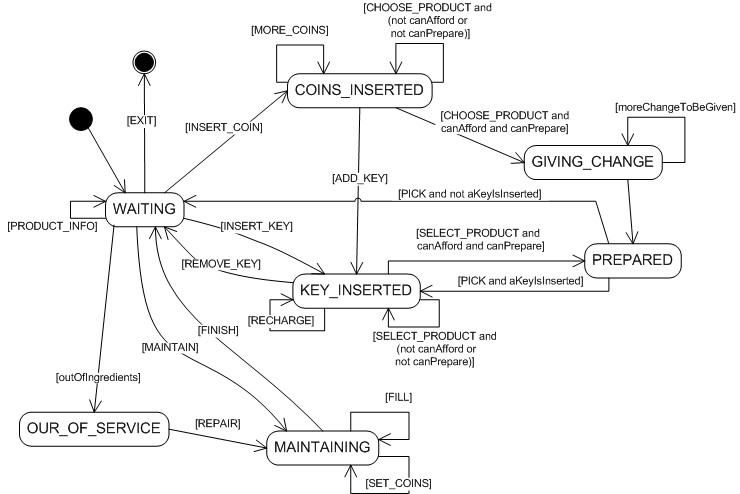 [CHOOSE_PRODUCT and
(not canAfford or
not canPrepare)]
[MORE_COINS]
COINS_INSERTED
[EXIT]
[INSERT_COIN]
[CHOOSE_PRODUCT and
canAfford and canPrepare]
[moreChangeToBeGiven]
GIVING_CHANGE
[ADD_KEY]
[PICK and not aKeyIsInserted]
WAITING
[PRODUCT_INFO]
[INSERT_KEY]
[SELECT_PRODUCT and
canAfford and canPrepare]
[REMOVE_KEY]
PREPARED
[PICK and aKeyIsInserted]
KEY_INSERTED
[RECHARGE]
[FINISH]
[SELECT_PRODUCT and
(not canAfford or
not canPrepare)]
[MAINTAIN]
[outOfIngredients]
[FILL]
OUR_OF_SERVICE
[REPAIR]
MAINTAINING
[SET_COINS]